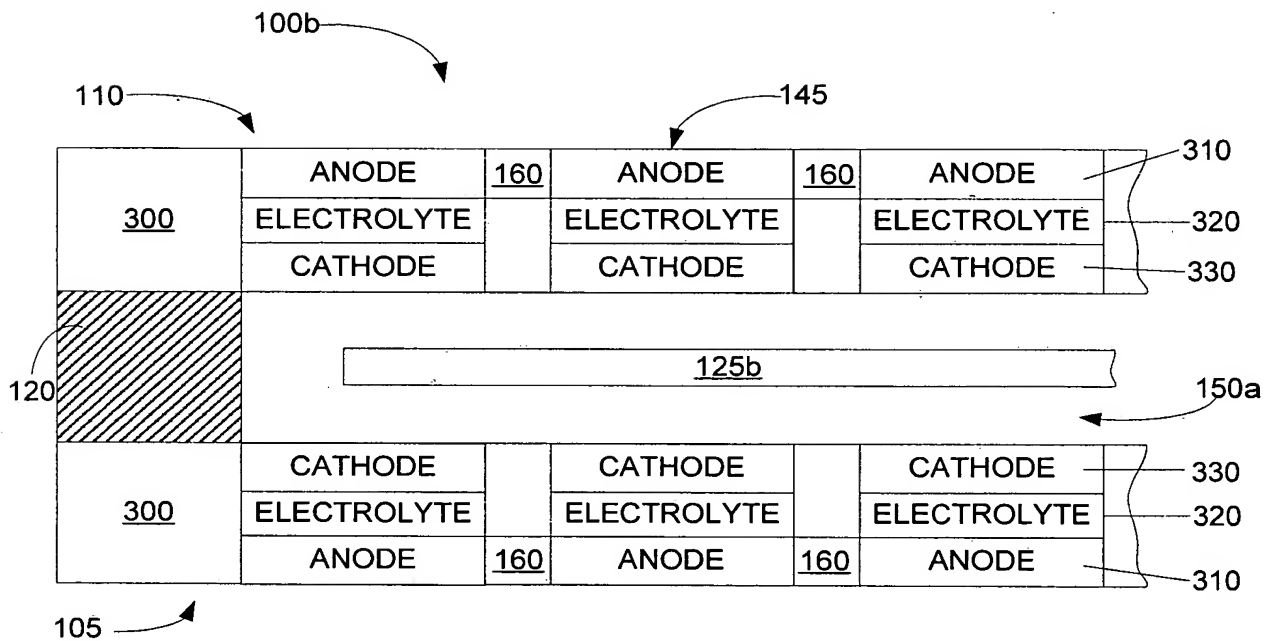 100b
110
145
ANODE 160 ANODE 160 ANODE 310
300 ELECTROLYTE ELECTROLYTE ELECTROLYTE 320
CATHODE CATHODE CATHODE 330
125b
120
150a
CATHODE CATHODE CATHODE 330
300 ELECTROLYTE ELECTROLYTE ELECTROLYTE 320
ANODE 160 ANODE 160 ANODE 310
105